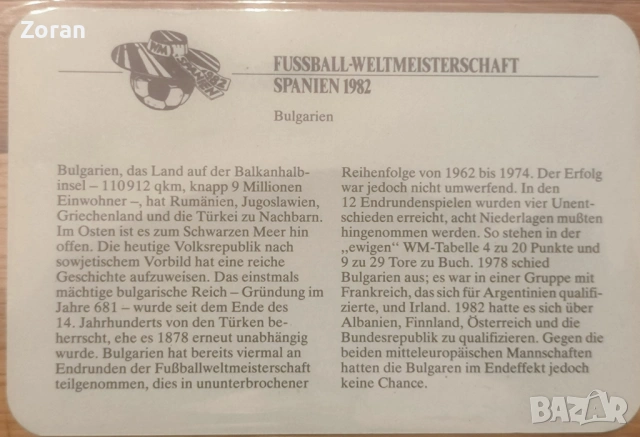 Zoran
WM
SPANIEN
1982
FUSSBALL-WELTMEISTERSCHAFT
SPANIEN 1982
Bulgarien
Bulgarien, das Land auf der Balkanhalb-
insel – 110912 qkm, knapp 9 Millionen
Einwohner –, hat Rumänien, Jugoslawien,
Griechenland und die Türkei zu Nachbarn.
Im Osten ist es zum Schwarzen Meer hin
offen. Die heutige Volksrepublik nach
sowjetischem Vorbild hat eine reiche
Geschichte aufzuweisen. Das einstmals
mächtige bulgarische Reich – Gründung im
Jahre 681 – wurde seit dem Ende des
14. Jahrhunderts von den Türken be-
herrscht, ehe es 1878 erneut unabhängig
wurde. Bulgarien hat bereits viermal an
Endrunden der Fußballweltmeisterschaft
teilgenommen, dies in ununterbrochener
Reihenfolge von 1962 bis 1974. Der Erfolg
war jedoch nicht umwerfend. In den
12 Endrundenspielen wurden vier Unent-
schieden erreicht, acht Niederlagen mußten
hingenommen werden. So stehen in der
„ewigen" WM-Tabelle 4 zu 20 Punkte und
9 zu 29 Tore zu Buch. 1978 schied
Bulgarien aus; es war in einer Gruppe mit
Frankreich, das sich für Argentinien qualifi-
zierte, und Irland. 1982 hatte es sich über
Albanien, Finnland, Österreich und die
Bundesrepublik zu qualifizieren. Gegen die
beiden mitteleuropäischen Mannschaften
hatten die Bulgaren im Endeffekt jedoch
keine Chance.
BAZAR
bg